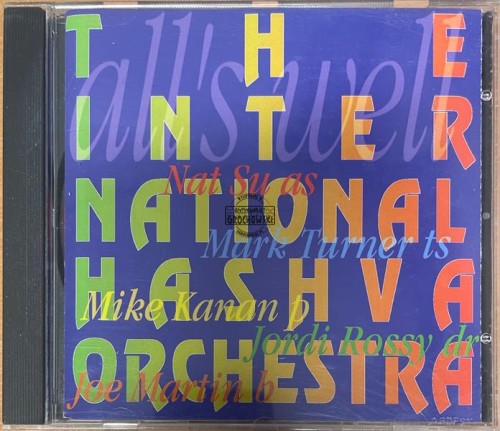 all's well
THE
INTER
NATIONAL
HASHVA
ORCHESTRA
Nat Su as
GROCHOWSKI
Mark Turner ts
Mike Kanan p
Jordi Rossy dr
Joe Martin b